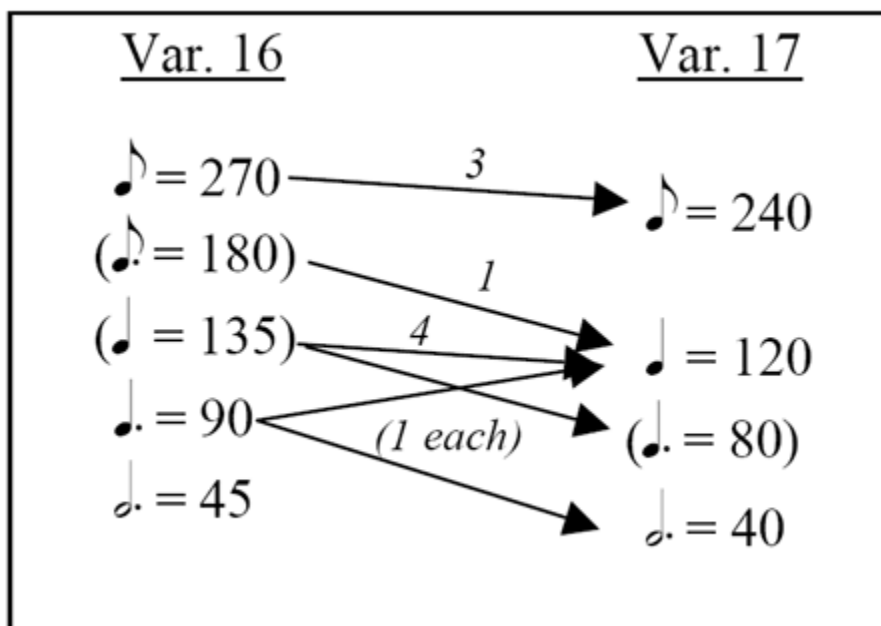 Var. 16 Var. 17
♪ = 270 3 ♪ = 240
(♪. = 180) 1
(♩ = 135) 4 ♩ = 120
♩. = 90 (1 each) (♩. = 80)
𝅗𝅥. = 45 𝅗𝅥. = 40